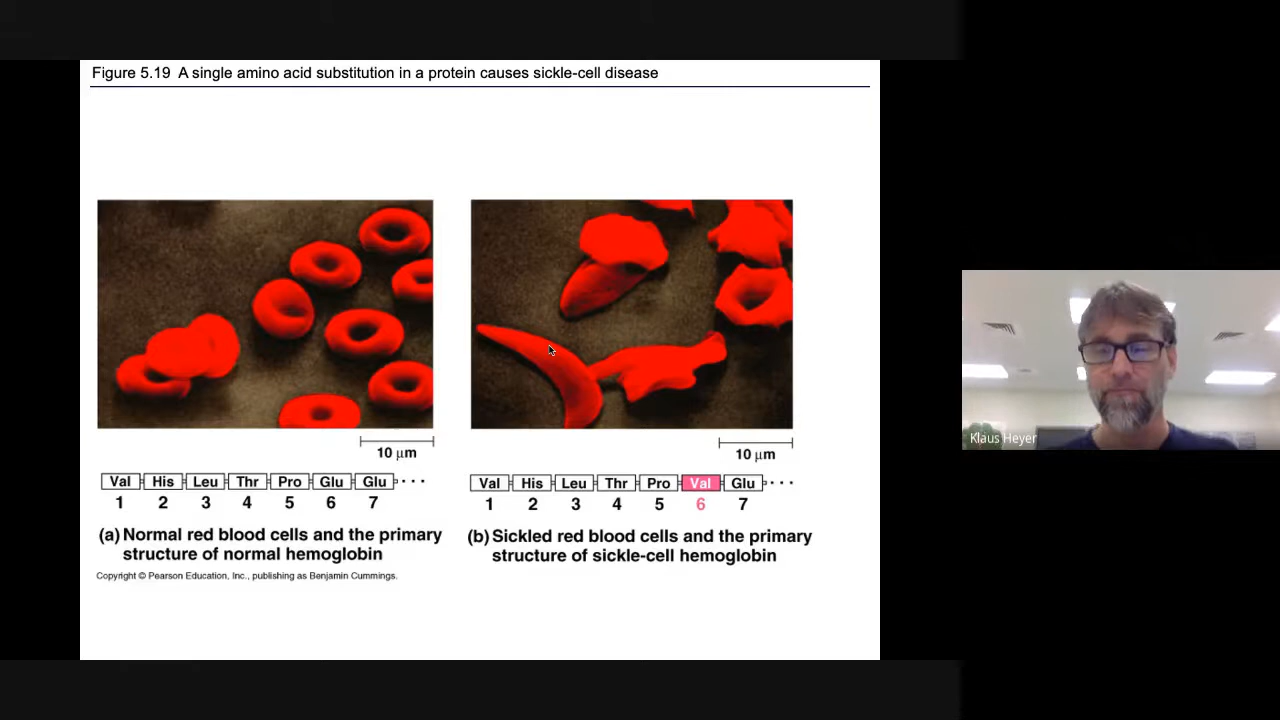 Figure 5.19 A single amino acid substitution in a protein causes sickle-cell disease
10 μm
10 μm
Val His Leu Thr Pro Glu Glu ···
1 2 3 4 5 6 7
Val His Leu Thr Pro Val Glu ···
1 2 3 4 5 6 7
(a) Normal red blood cells and the primary
structure of normal hemoglobin
(b) Sickled red blood cells and the primary
structure of sickle-cell hemoglobin
Copyright © Pearson Education, Inc., publishing as Benjamin Cummings.
Klaus Heyer